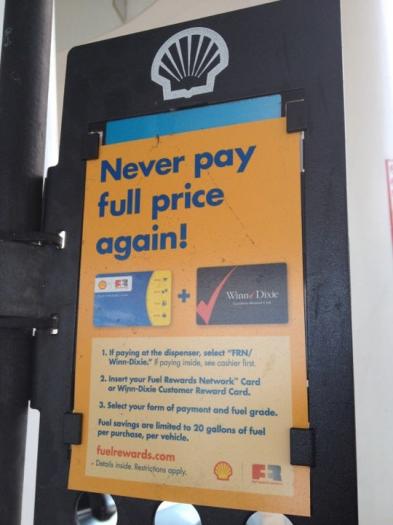 Never pay
full price
again!
+
Winn Dixie
1. If paying at the dispenser, select "FRN/
Winn-Dixie." If paying inside, see cashier first.
2. Insert your Fuel Rewards Network™ Card
or Winn-Dixie Customer Reward Card.
3. Select your form of payment and fuel grade.
Fuel savings are limited to 20 gallons of fuel
per purchase, per vehicle.
fuelrewards.com
Details inside. Restrictions apply.